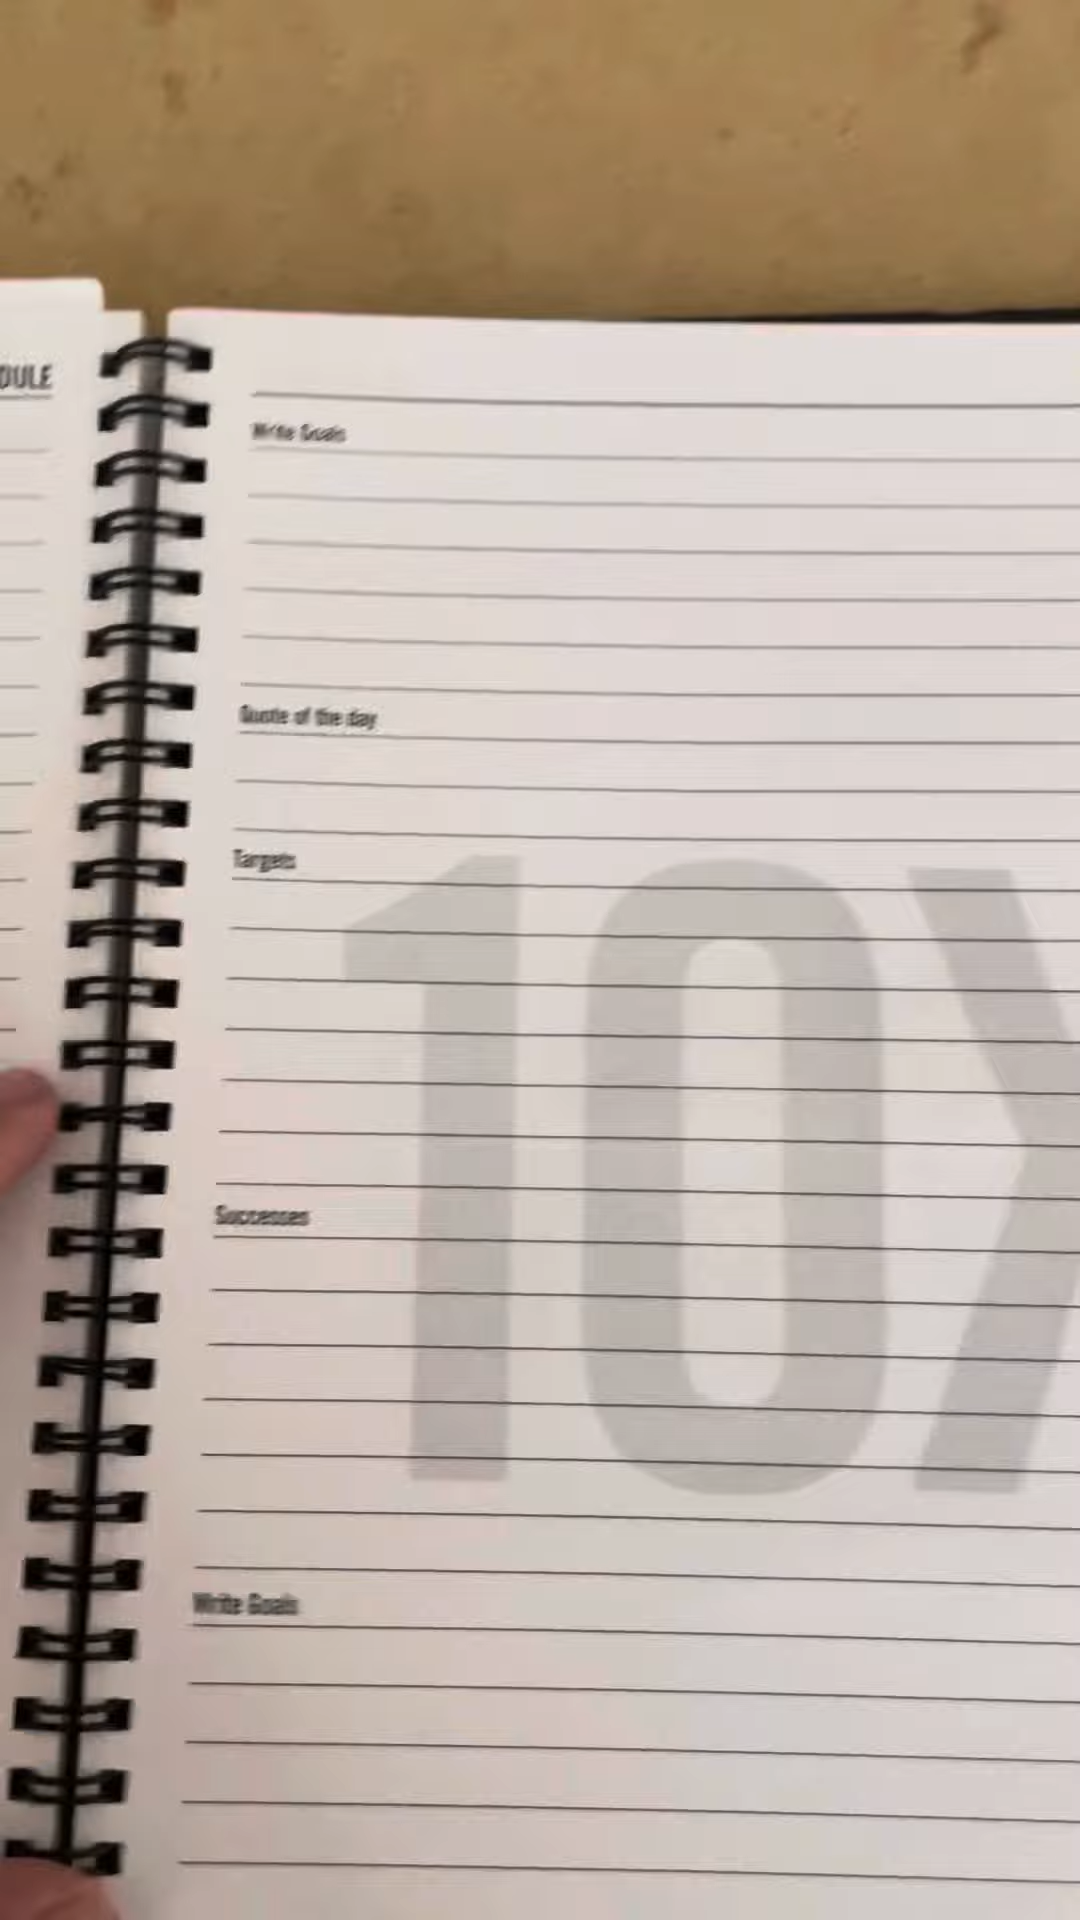 DULE
Write Goals
Quote of the day
Targets
10X
Successes
Write Goals